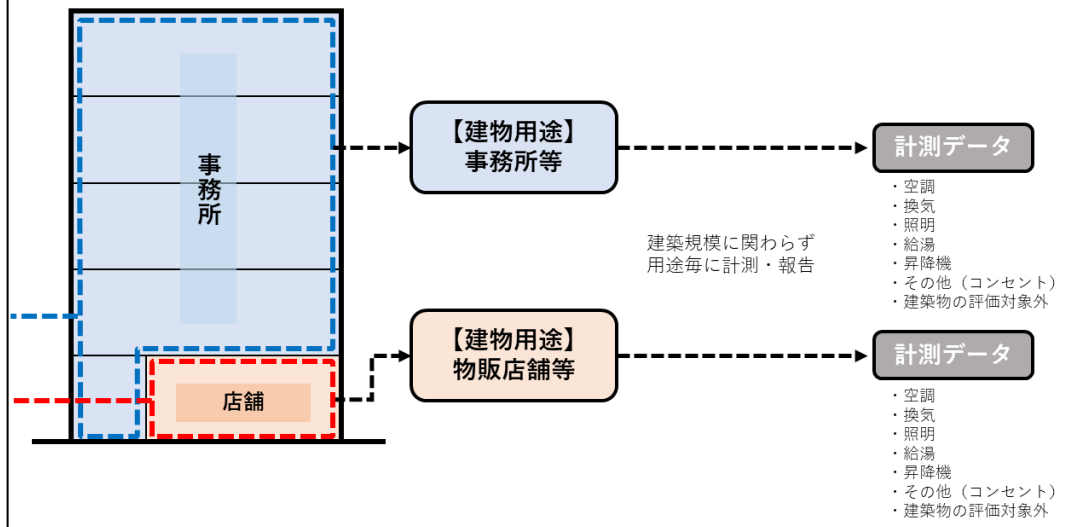 事務所
【建物用途】
事務所等
計測データ
・空調
・換気
・照明
・給湯
・昇降機
・その他（コンセント）
・建築物の評価対象外
建築規模に関わらず
用途毎に計測・報告
店舗
【建物用途】
物販店舗等
計測データ
・空調
・換気
・照明
・給湯
・昇降機
・その他（コンセント）
・建築物の評価対象外